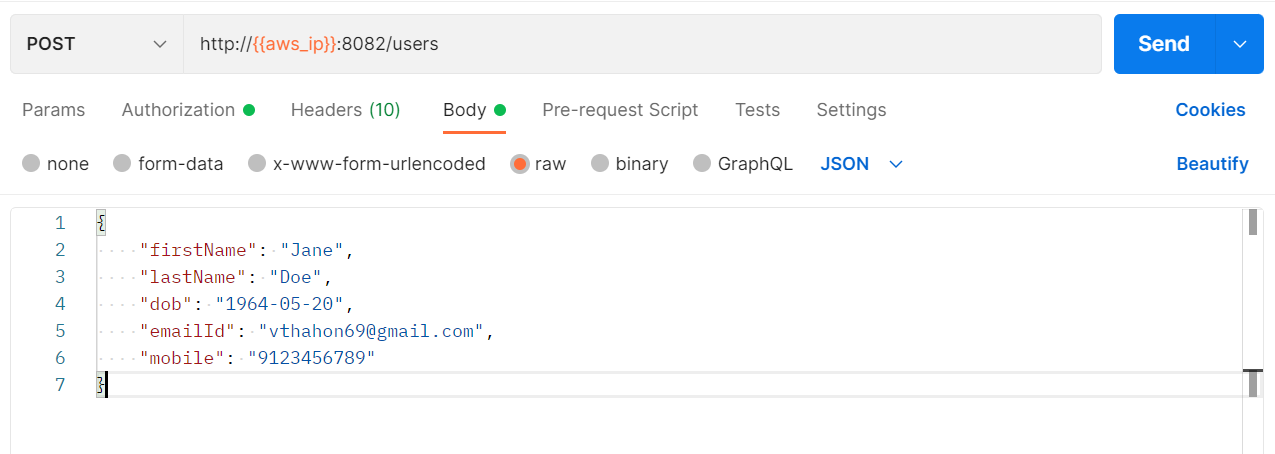 POST http://{{aws_ip}}:8082/users Send
Params Authorization Headers (10) Body Pre-request Script Tests Settings Cookies
none form-data x-www-form-urlencoded raw binary GraphQL JSON Beautify
1 {
2 "firstName": "Jane",
3 "lastName": "Doe",
4 "dob": "1964-05-20",
5 "emailId": "vthahon69@gmail.com",
6 "mobile": "9123456789"
7 }